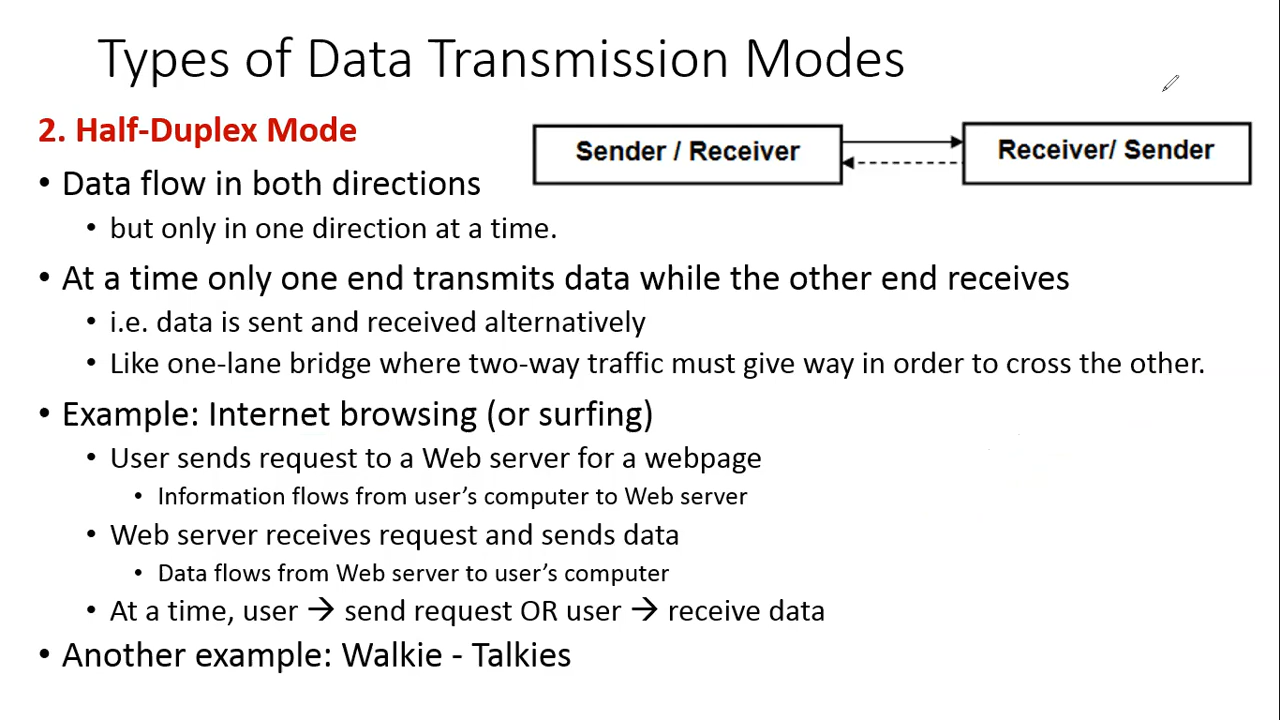 Types of Data Transmission Modes
2. Half-Duplex Mode
Sender / Receiver
Receiver/ Sender
• Data flow in both directions
• but only in one direction at a time.
• At a time only one end transmits data while the other end receives
• i.e. data is sent and received alternatively
• Like one-lane bridge where two-way traffic must give way in order to cross the other.
• Example: Internet browsing (or surfing)
• User sends request to a Web server for a webpage
• Information flows from user’s computer to Web server
• Web server receives request and sends data
• Data flows from Web server to user’s computer
• At a time, user → send request OR user → receive data
• Another example: Walkie - Talkies